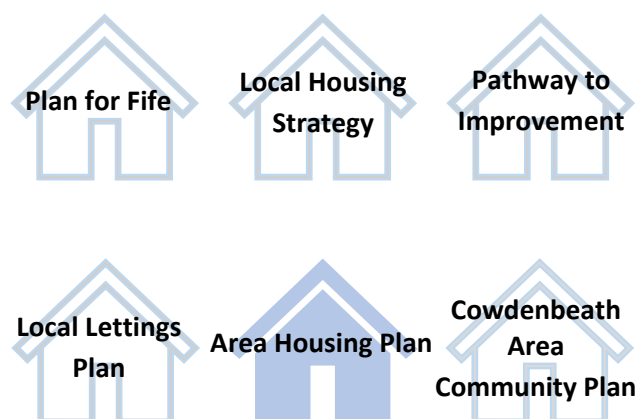 Plan for Fife
Local Housing
Strategy
Pathway to
Improvement
Local Lettings
Plan
Area Housing Plan
Cowdenbeath
Area
Community Plan